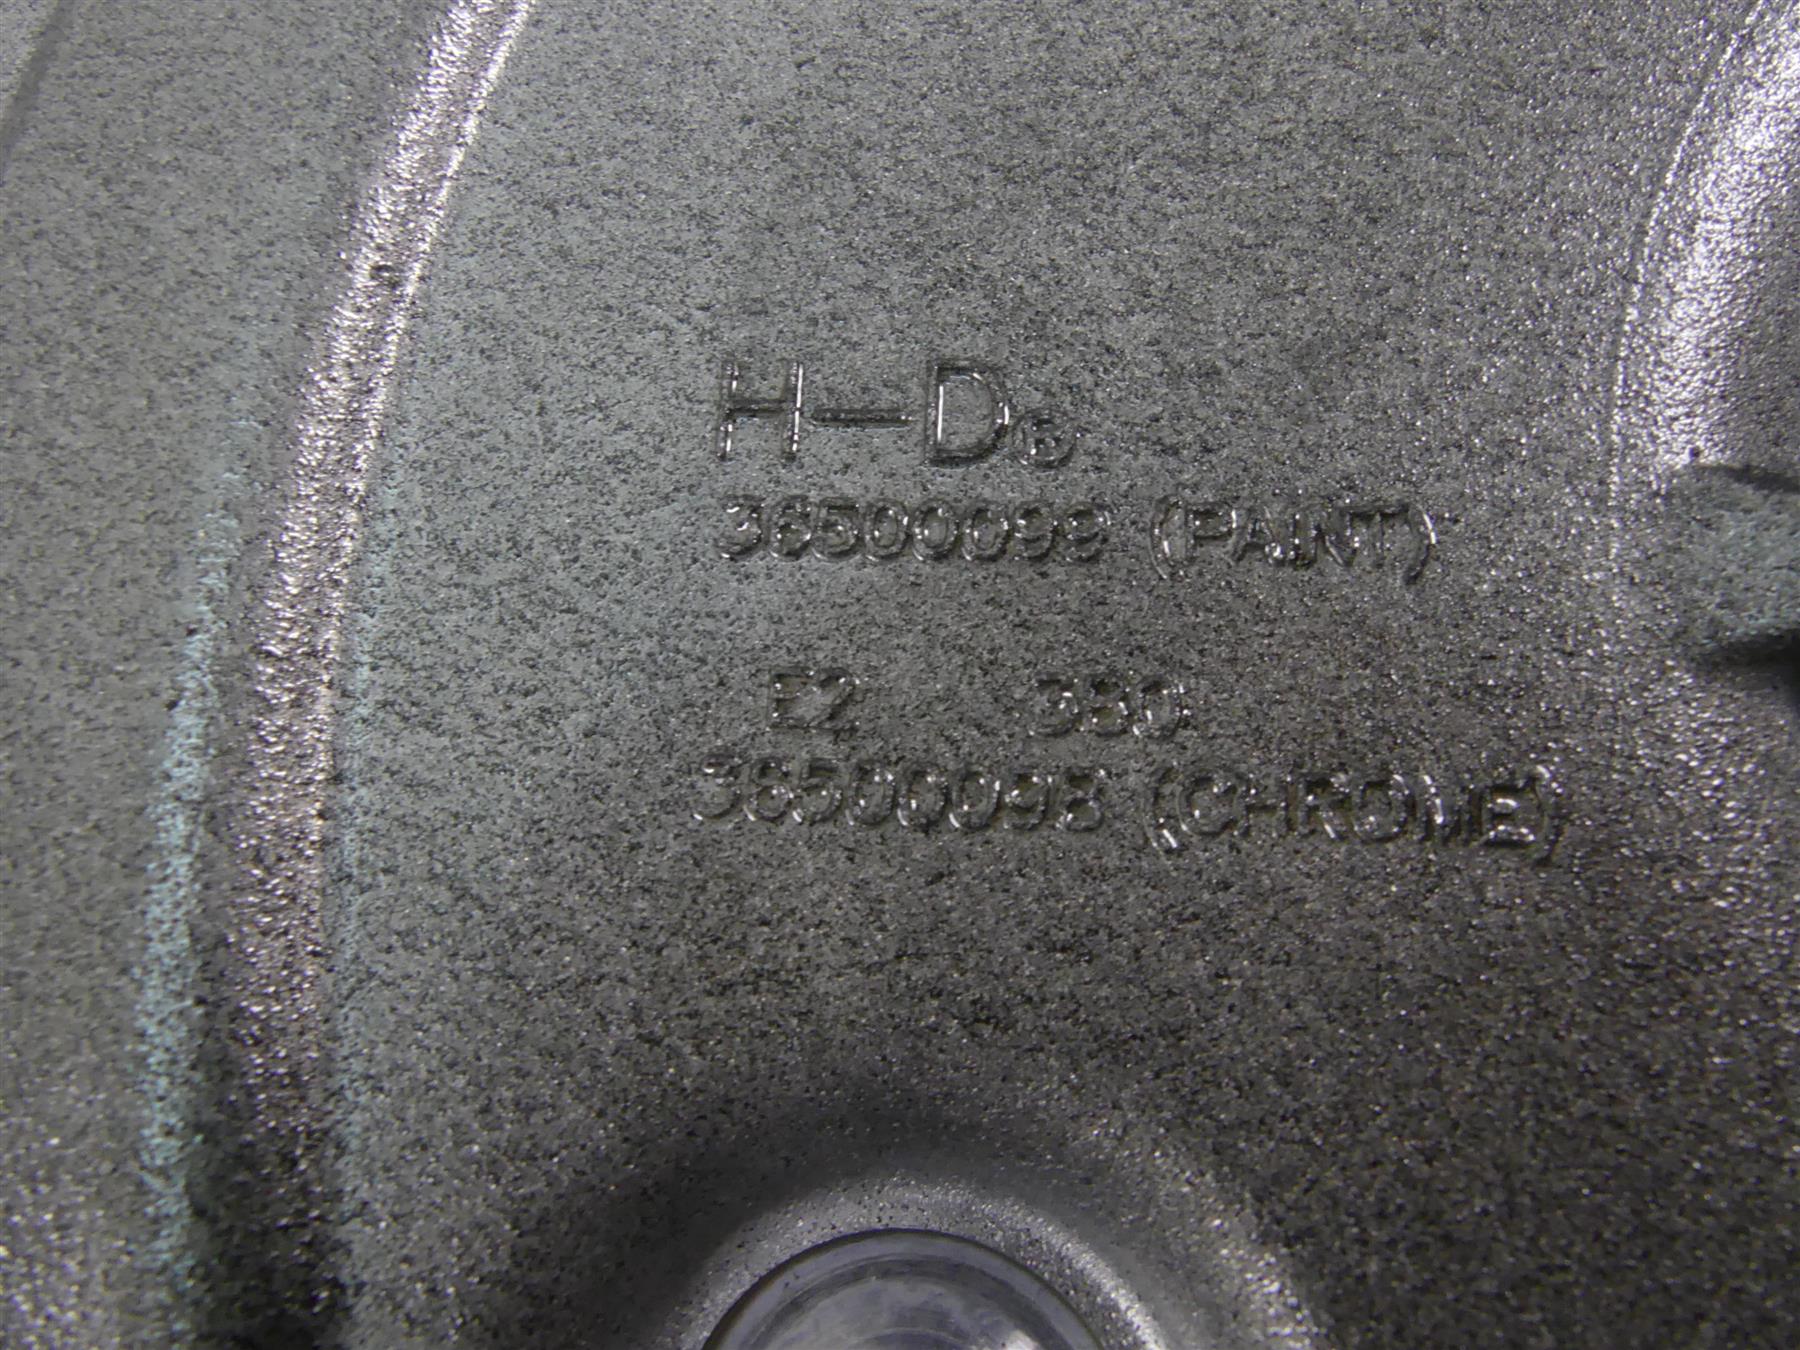 H-D®
36500099 (PAINT)
E2 380
36500098 (CHROME)